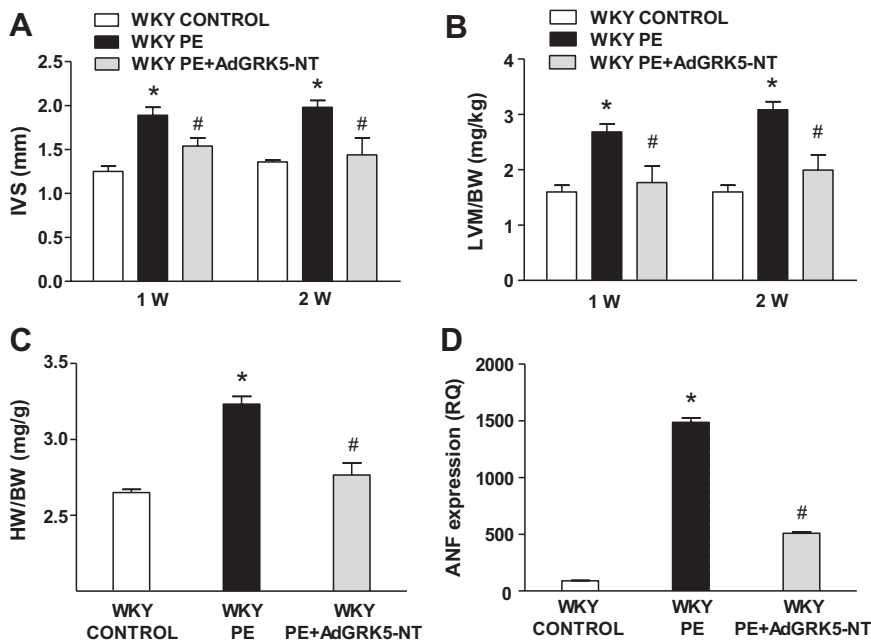 A
WKY CONTROL
WKY PE
WKY PE+AdGRK5-NT
IVS (mm)
2.5
2.0
1.5
1.0
0.5
0.0
*
#
*
#
1 W
2 W
B
WKY CONTROL
WKY PE
WKY PE+AdGRK5-NT
LVM/BW (mg/kg)
4
3
2
1
0
*
#
*
#
1 W
2 W
C
HW/BW (mg/g)
3.5
3.0
2.5
*
#
WKY
CONTROL
WKY
PE
WKY
PE+AdGRK5-NT
D
ANF expression (RQ)
2000
1500
1000
500
0
*
#
WKY
CONTROL
WKY
PE
WKY
PE+AdGRK5-NT